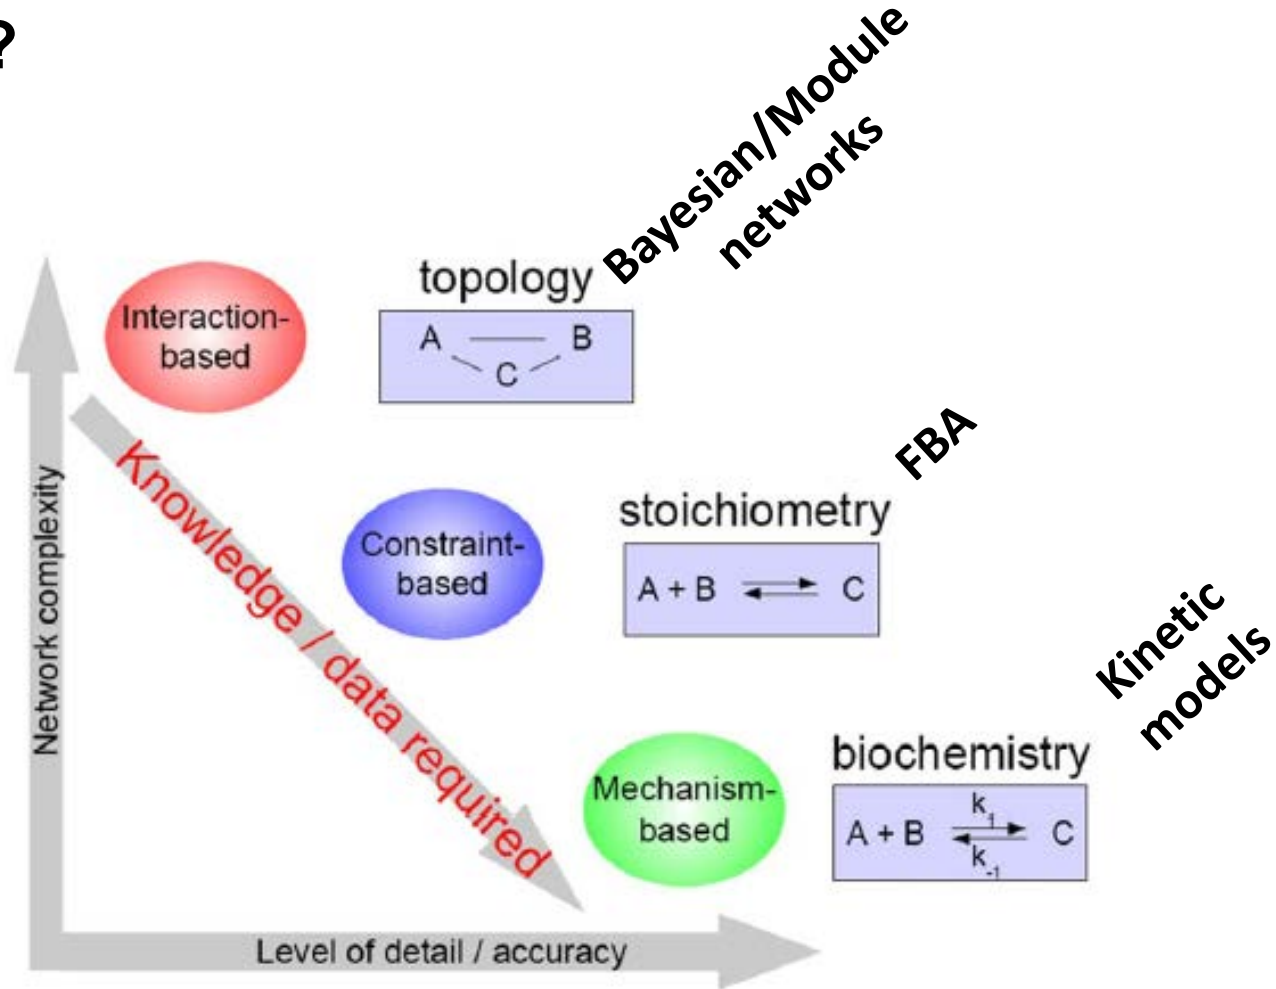 ?
Bayesian/Module
networks
topology
Interaction-
based
A B
C
FBA
Knowledge / data required
Network complexity
stoichiometry
Constraint-
based
A + B C
Kinetic
models
biochemistry
Mechanism-
based
k1
A + B C
k-1
Level of detail / accuracy